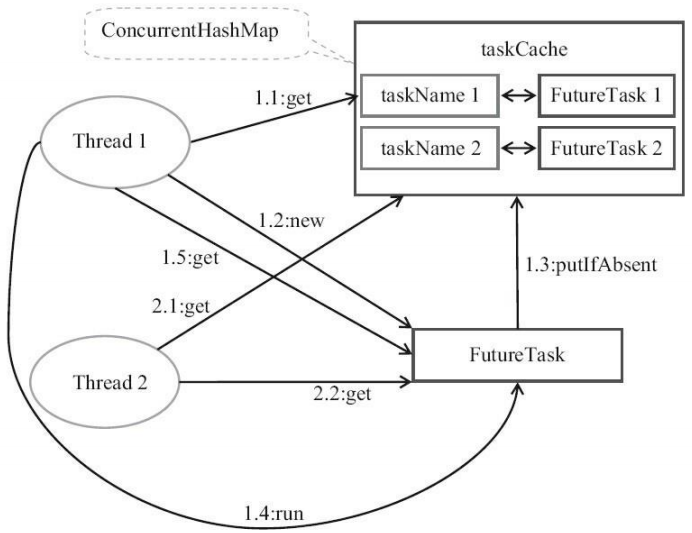 ConcurrentHashMap
taskCache
taskName 1
FutureTask 1
taskName 2
FutureTask 2
1.1:get
Thread 1
1.2:new
1.5:get
1.3:putIfAbsent
2.1:get
FutureTask
Thread 2
2.2:get
1.4:run